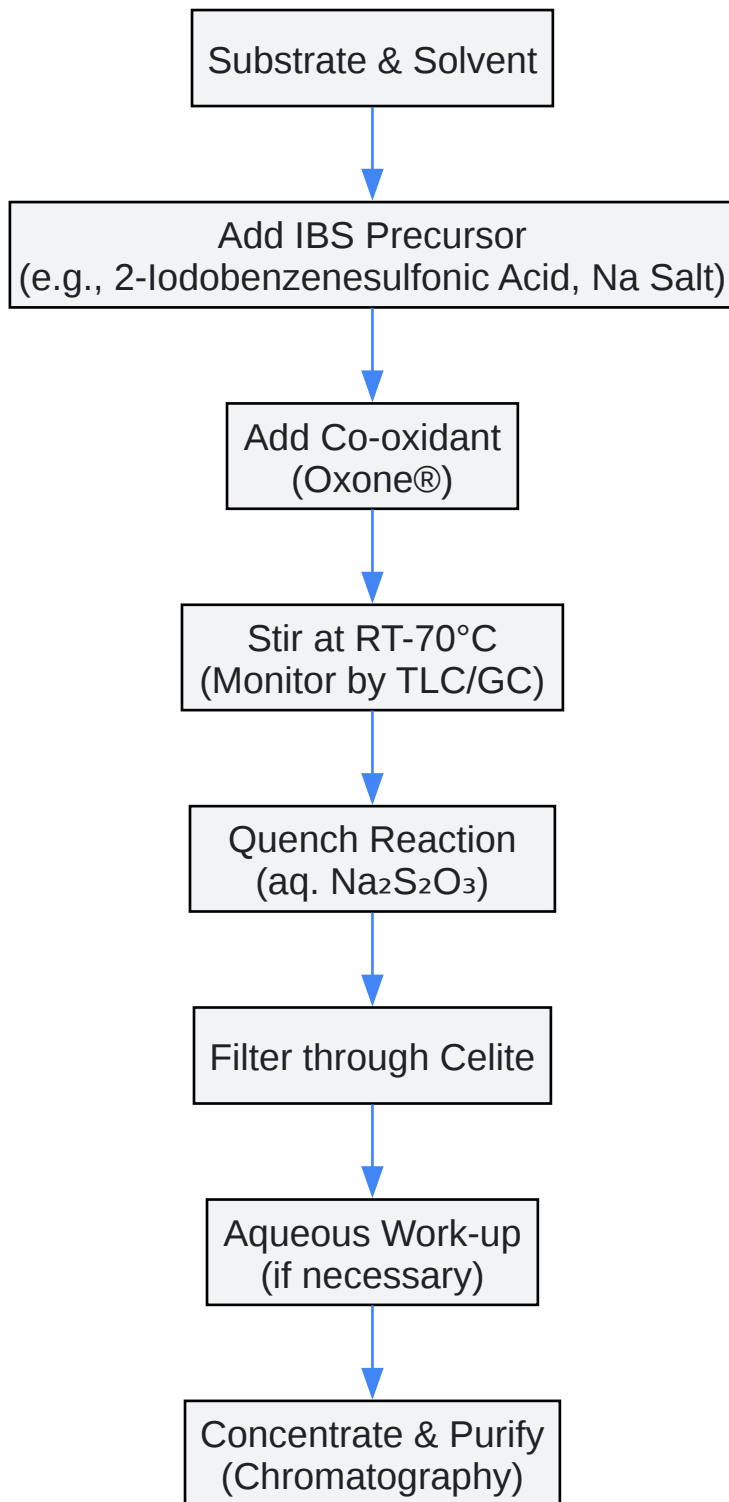 Substrate & Solvent
Add IBS Precursor
(e.g., 2-Iodobenzenesulfonic Acid, Na Salt)
Add Co-oxidant
(Oxone®)
Stir at RT-70°C
(Monitor by TLC/GC)
Quench Reaction
(aq. Na₂S₂O₃)
Filter through Celite
Aqueous Work-up
(if necessary)
Concentrate & Purify
(Chromatography)